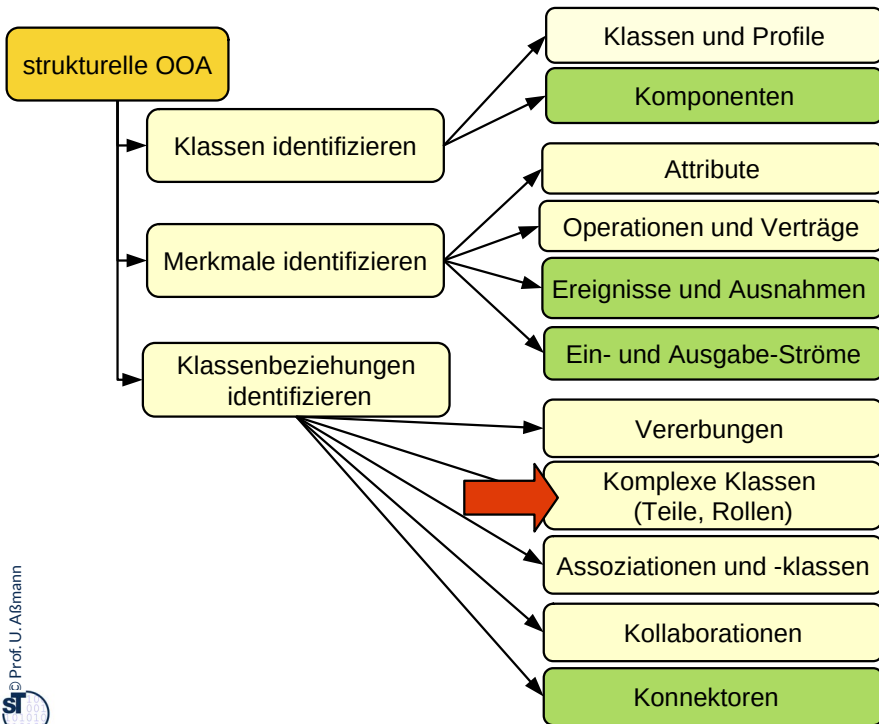 strukturelle OOA
Klassen identifizieren
Merkmale identifizieren
Klassenbeziehungen
identifizieren
Klassen und Profile
Komponenten
Attribute
Operationen und Verträge
Ereignisse und Ausnahmen
Ein- und Ausgabe-Ströme
Vererbungen
Komplexe Klassen
(Teile, Rollen)
Assoziationen und -klassen
Kollaborationen
Konnektoren
© Prof. U. Aßmann
ST